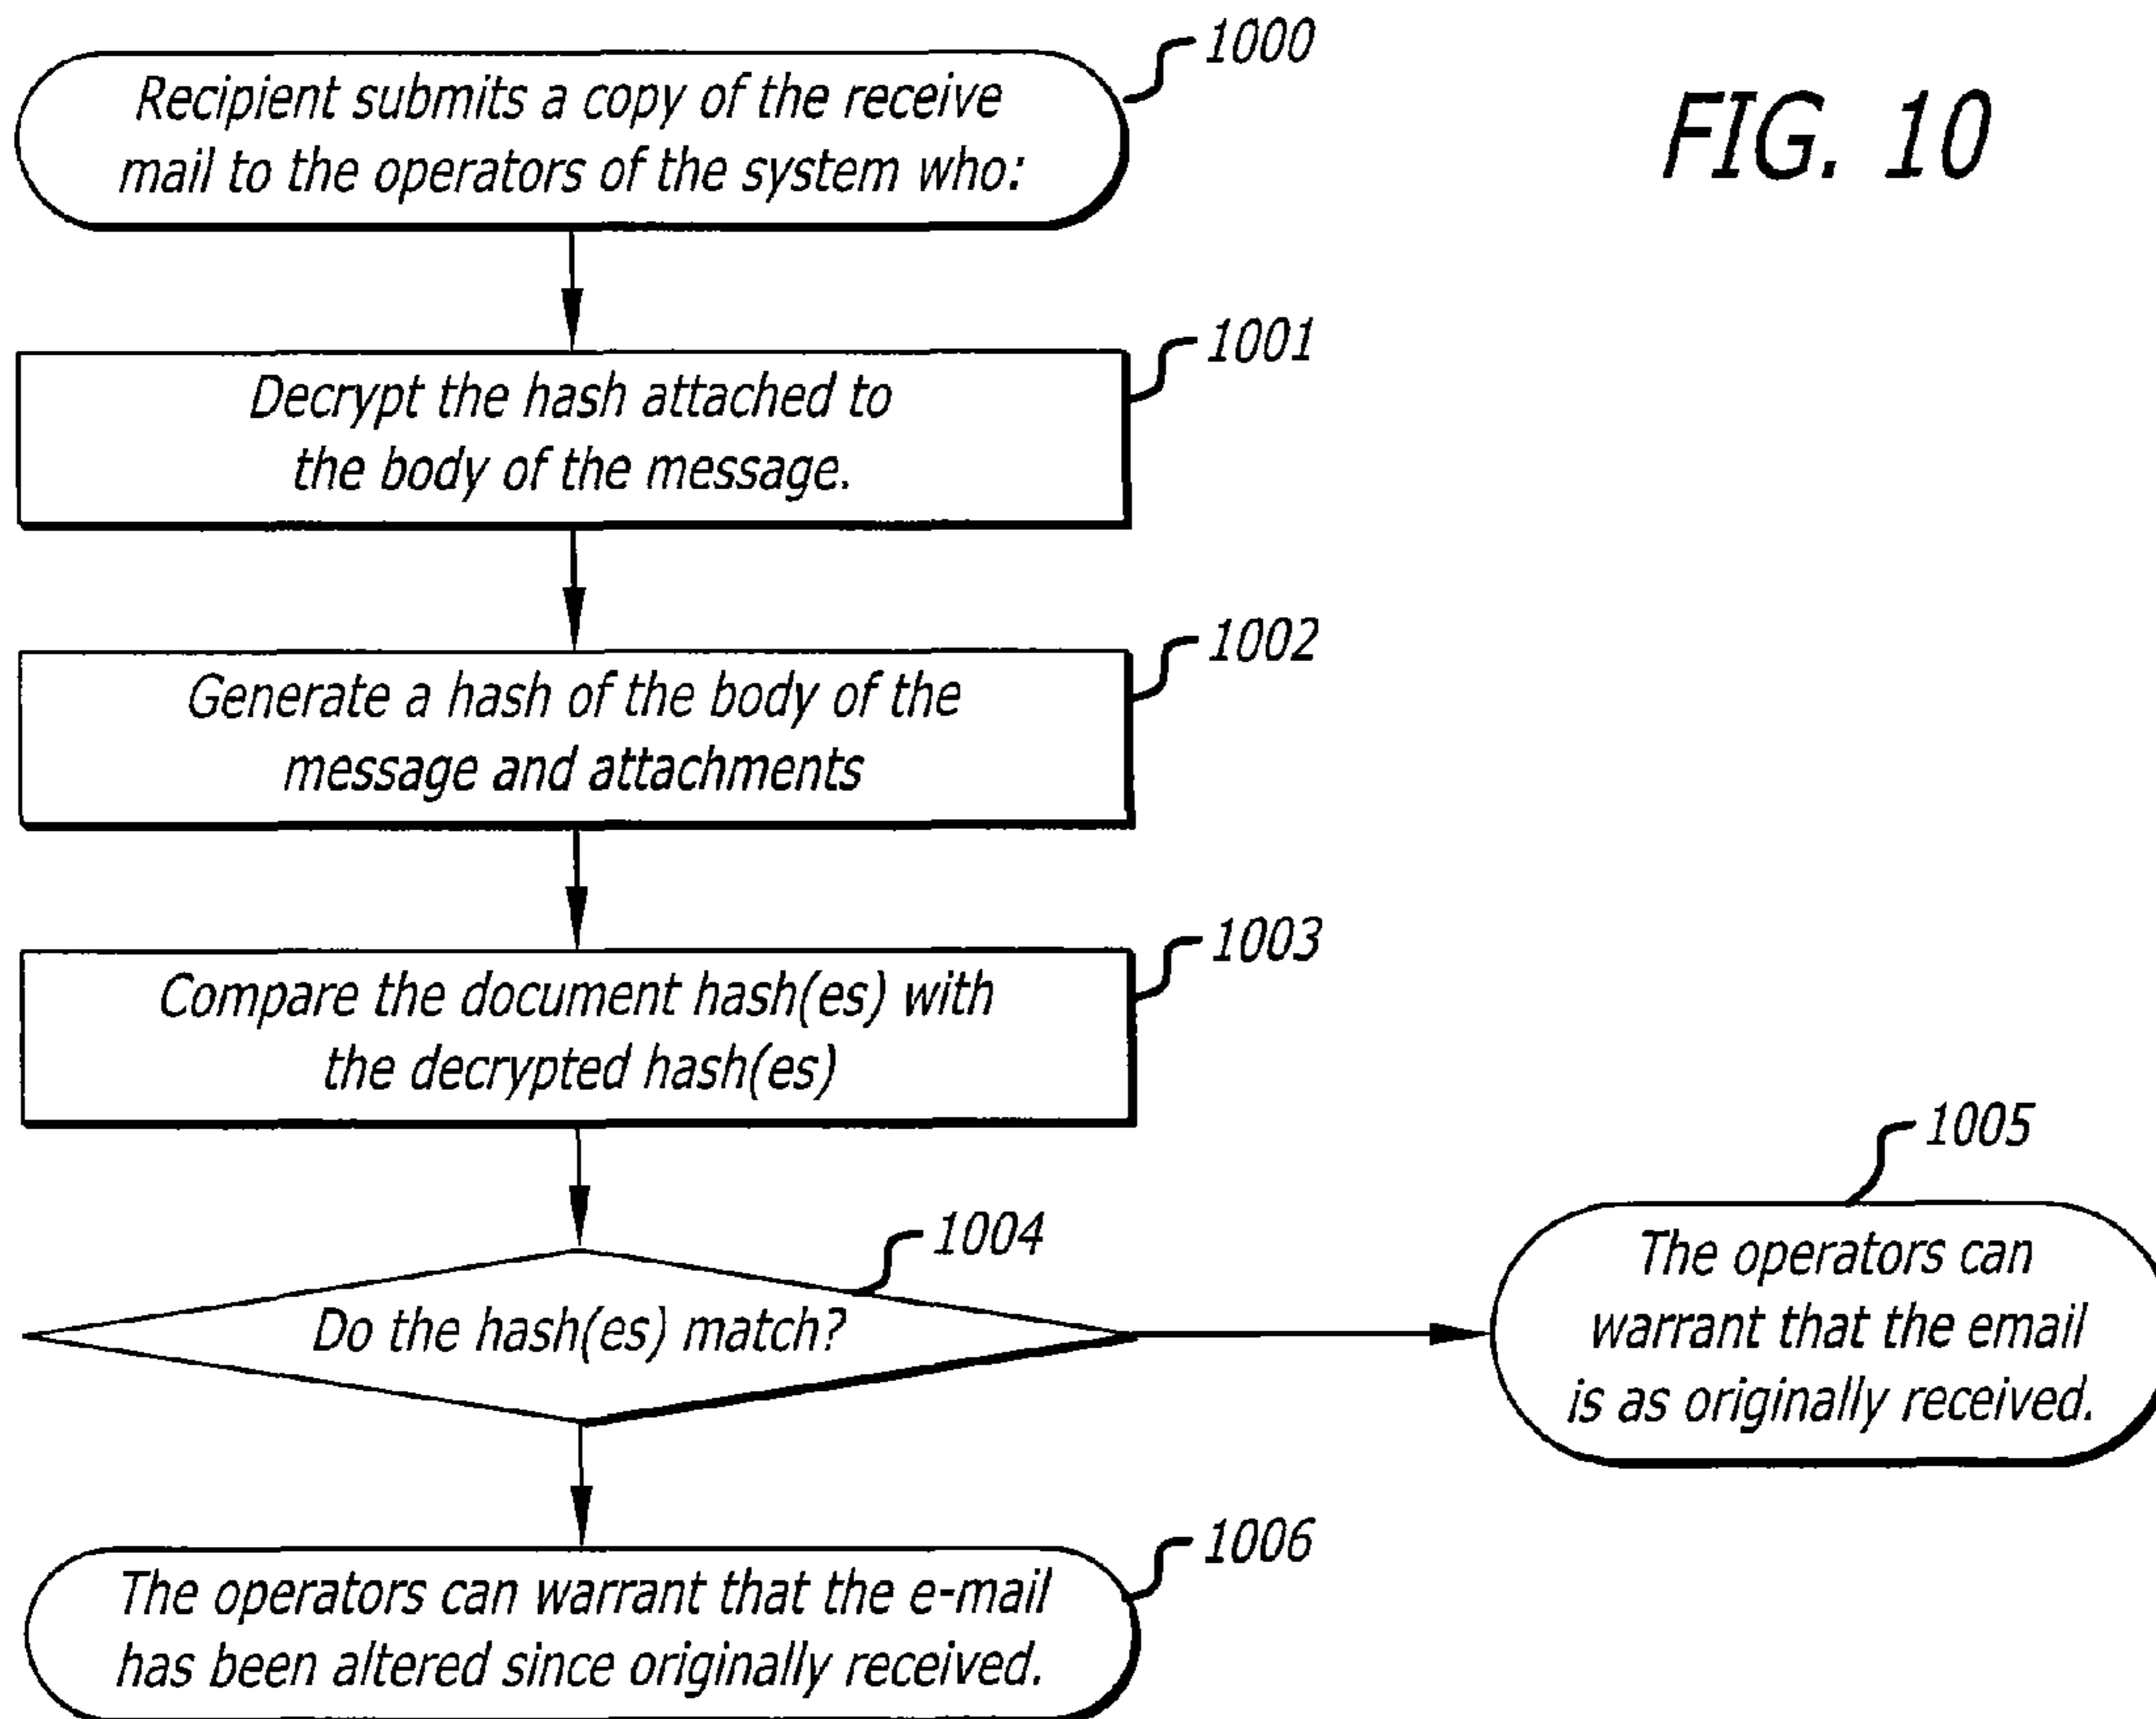 1000
FIG. 10
Recipient submits a copy of the receive
mail to the operators of the system who:
1001
Decrypt the hash attached to
the body of the message.
1002
Generate a hash of the body of the
message and attachments
1003
Compare the document hash(es) with
the decrypted hash(es)
1004
Do the hash(es) match?
1005
The operators can
warrant that the email
is as originally received.
1006
The operators can warrant that the e-mail
has been altered since originally received.